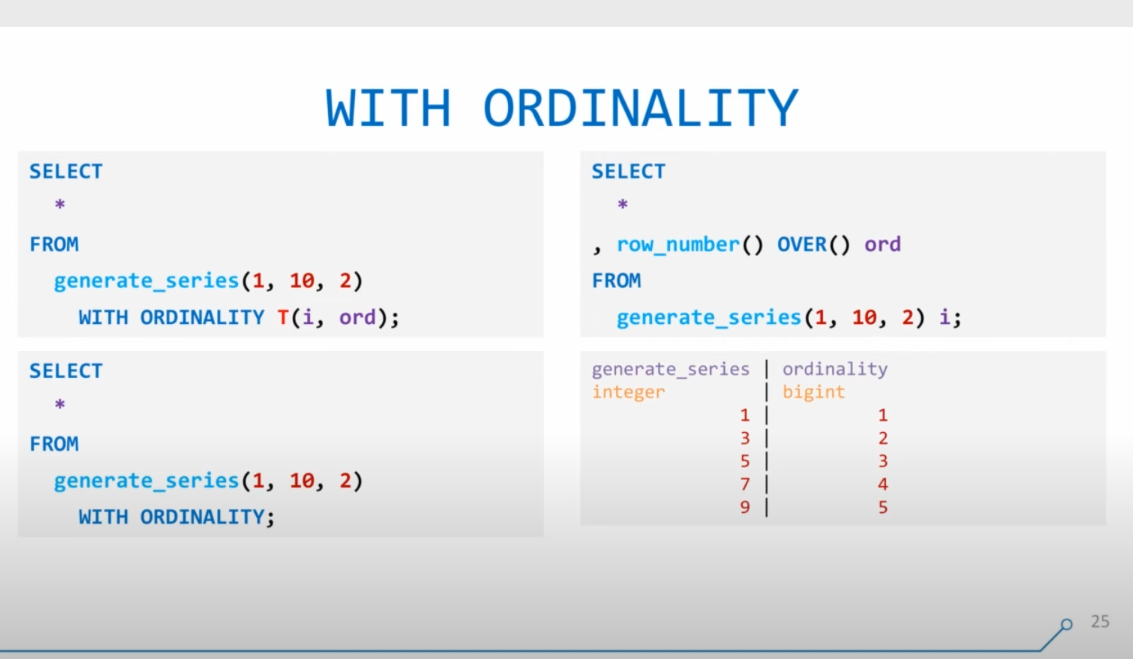 WITH ORDINALITY
SELECT
*
FROM
generate_series(1, 10, 2)
WITH ORDINALITY T(i, ord);
SELECT
*
, row_number() OVER() ord
FROM
generate_series(1, 10, 2) i;
SELECT
*
FROM
generate_series(1, 10, 2)
WITH ORDINALITY;
generate_series | ordinality
integer | bigint
1 | 1
3 | 2
5 | 3
7 | 4
9 | 5
25